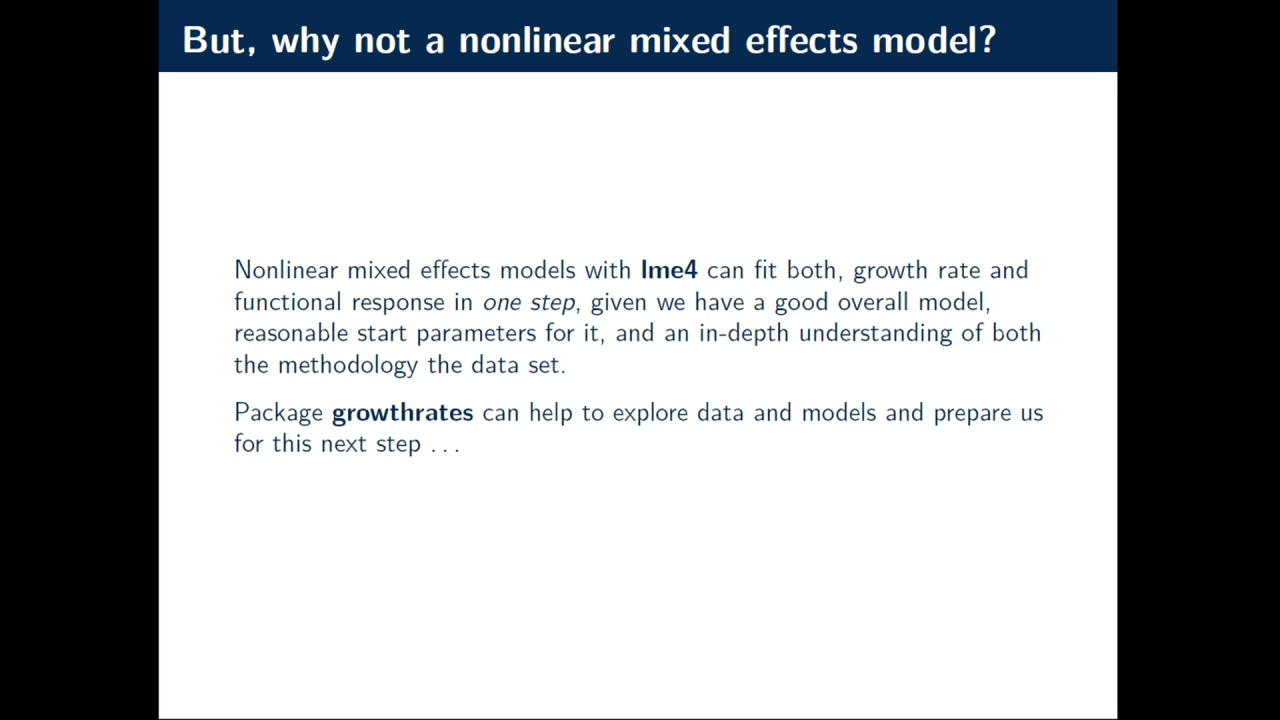 But, why not a nonlinear mixed effects model?
Nonlinear mixed effects models with lme4 can fit both, growth rate and
functional response in one step, given we have a good overall model,
reasonable start parameters for it, and an in-depth understanding of both
the methodology the data set.
Package growthrates can help to explore data and models and prepare us
for this next step . . .